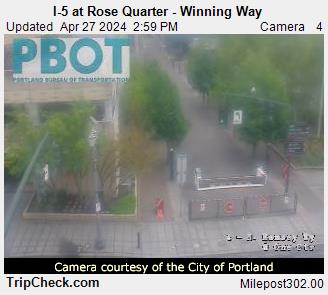 I-5 at Rose Quarter - Winning Way
Updated Apr 27 2024 2:59 PM Camera 4
PBOT
PORTLAND BUREAU OF TRANSPORTATION
Camera courtesy of the City of Portland
TripCheck.com Milepost302.00